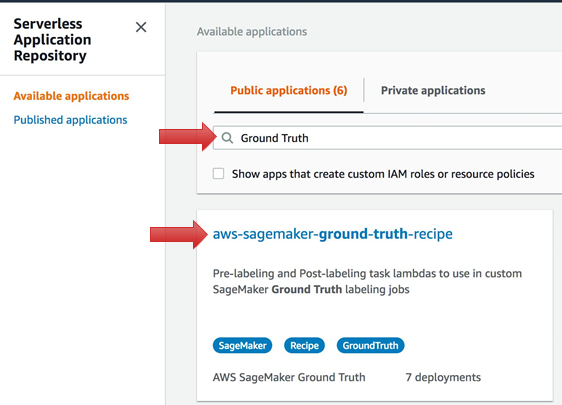 Serverless
Application
Repository
Available applications
Published applications
Available applications
Public applications (6)
Private applications
Ground Truth
Show apps that create custom IAM roles or resource policies
aws-sagemaker-ground-truth-recipe
Pre-labeling and Post-labeling task lambdas to use in custom
SageMaker Ground Truth labeling jobs
SageMaker Recipe GroundTruth
AWS SageMaker Ground Truth 7 deployments